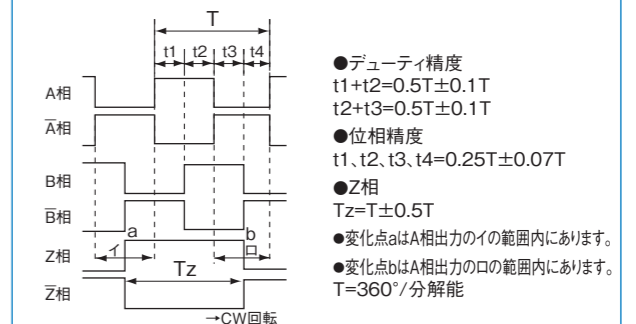 T
t1 t2 t3 t4
A相
A̅相
B相
B̅相
a b
イ ロ
Z相
Tz
Z̅相
→CW回転
●デューティ精度
t1+t2=0.5T±0.1T
t2+t3=0.5T±0.1T
●位相精度
t1、t2、t3、t4=0.25T±0.07T
●Z相
Tz=T±0.5T
●変化点aはA相出力のイの範囲内にあります。
●変化点bはA相出力のロの範囲内にあります。
T=360°/分解能